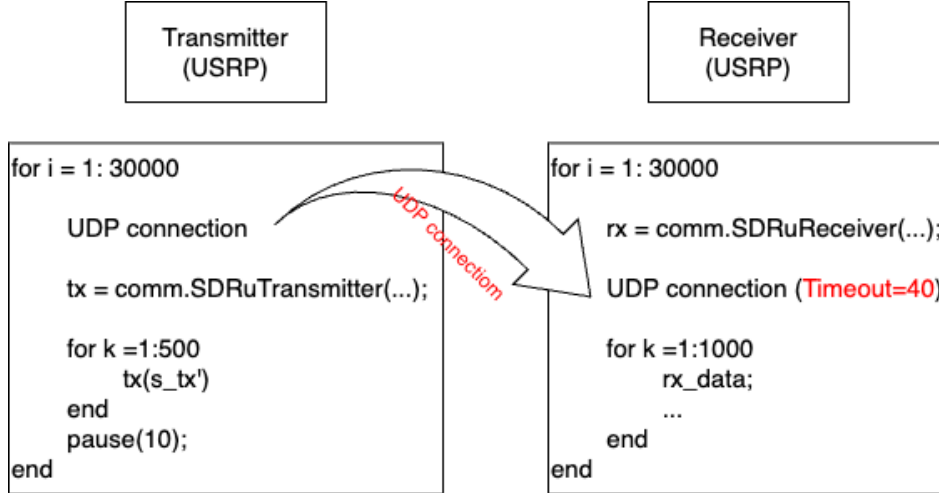 Transmitter
(USRP)
Receiver
(USRP)
for i = 1: 30000
UDP connection
tx = comm.SDRuTransmitter(...);
for k =1:500
tx(s_tx')
end
pause(10);
end
UDP connectiom
for i = 1: 30000
rx = comm.SDRuReceiver(...);
UDP connection (Timeout=40)
for k =1:1000
rx_data;
...
end
end